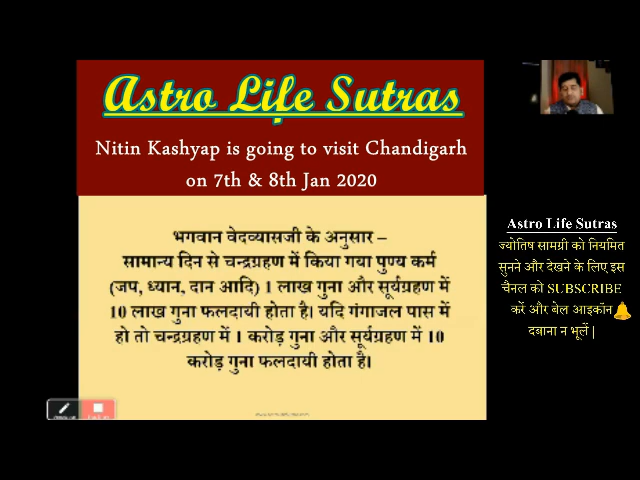 Astro Life Sutras
Nitin Kashyap is going to visit Chandigarh
on 7th & 8th Jan 2020
भगवान वेदव्यासजी के अनुसार –
सामान्य दिन से चन्द्रग्रहण में किया गया पुण्य कर्म
(जप, ध्यान, दान आदि) 1 लाख गुना और सूर्यग्रहण में
10 लाख गुना फलदायी होता है। यदि गंगाजल पास में
हो तो चन्द्रग्रहण में 1 करोड़ गुना और सूर्यग्रहण में 10
करोड़ गुना फलदायी होता है।
Astro Life Sutras
ज्योतिष सामग्री को नियमित
सुनने और देखने के लिए इस
चैनल को SUBSCRIBE
करें और बेल आइकॉन
दबाना न भूलें |